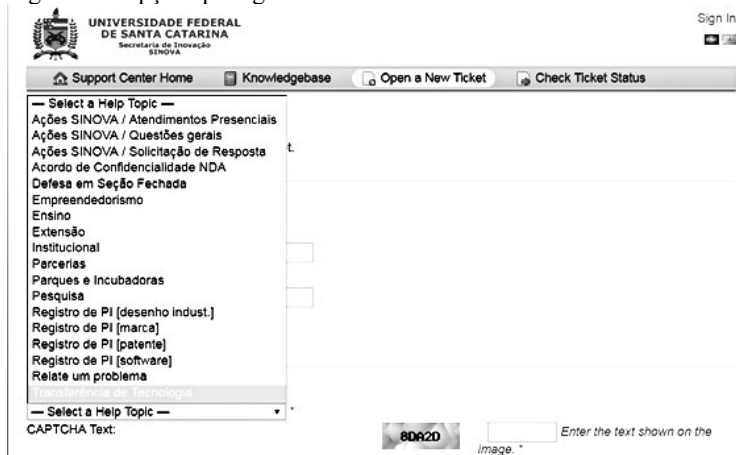 UNIVERSIDADE FEDERAL
DE SANTA CATARINA
Secretaria de Inovação
SINOVA
Sign In
Support Center Home Knowledgebase Open a New Ticket Check Ticket Status
— Select a Help Topic —
Ações SINOVA / Atendimentos Presenciais
Ações SINOVA / Questões gerais
Ações SINOVA / Solicitação de Resposta
t.
Acordo de Confidencialidade NDA
Defesa em Seção Fechada
Empreendedorismo
Ensino
Extensão
Institucional
Parcerias
Parques e Incubadoras
Pesquisa
Registro de PI [desenho indust.]
Registro de PI [marca]
Registro de PI [patente]
Registro de PI [software]
Relate um problema
Transferência de Tecnologia
— Select a Help Topic — *
CAPTCHA Text: 8DA2D Enter the text shown on the
image. *